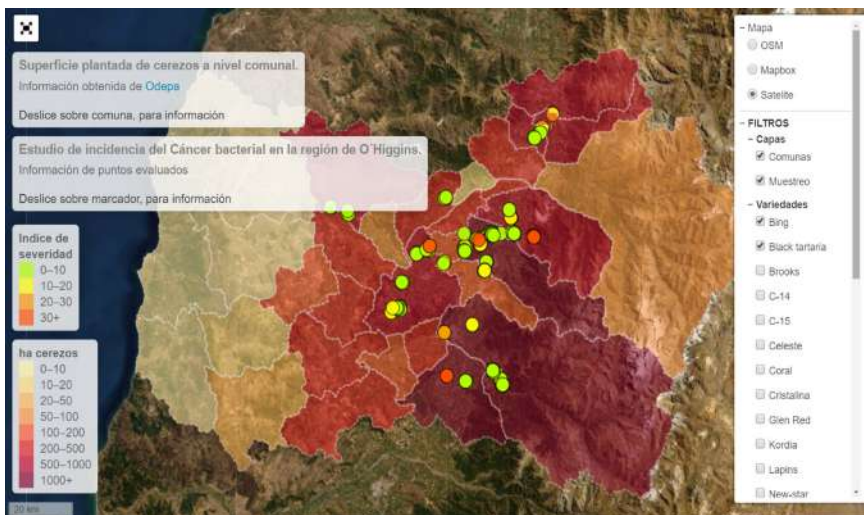 Superficie plantada de cerezos a nivel comunal.
Información obtenida de Odepa
Deslice sobre comuna, para información
Estudio de incidencia del Cáncer bacterial en la región de O´Higgins.
Información de puntos evaluados
Deslice sobre marcador, para información
Indice de
severidad
0–10
10–20
20–30
30+
ha cerezos
0–10
10–20
20–50
50–100
100–200
200–500
500–1000
1000+
20 km
− Mapa
OSM
Mapbox
Satelite
− FILTROS
− Capas
Comunas
Muestreo
− Variedades
Bing
Black tartaria
Brooks
C-14
C-15
Celeste
Coral
Cristalina
Glen Red
Kordia
Lapins
New-star